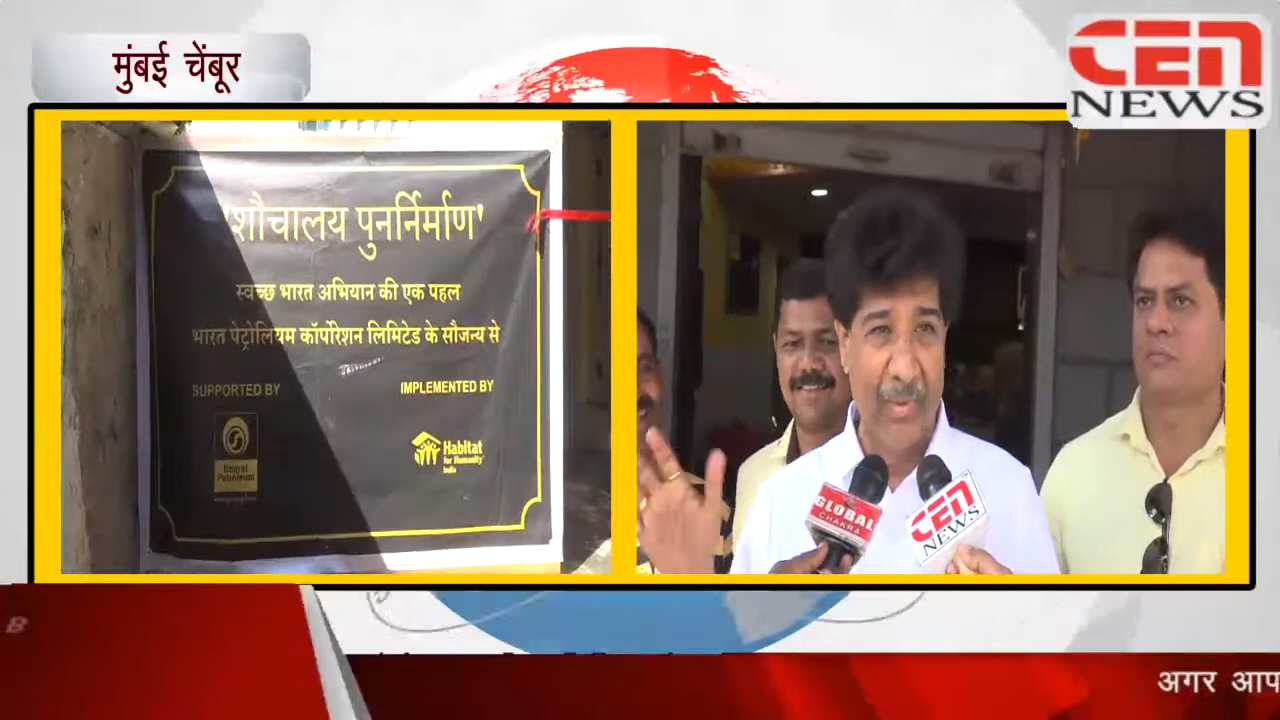 मुंबई चेंबूर
CEN
NEWS
'शौचालय पुनर्निर्माण'
स्वच्छ भारत अभियान की एक पहल
भारत पेट्रोलियम कॉर्पोरेशन लिमिटेड के सौजन्य से
SUPPORTED BY
IMPLEMENTED BY
Bharat
Petroleum
Habitat
for Humanity
India
GLOBAL
CHAKRA
CEN
NEWS
B
अगर आप